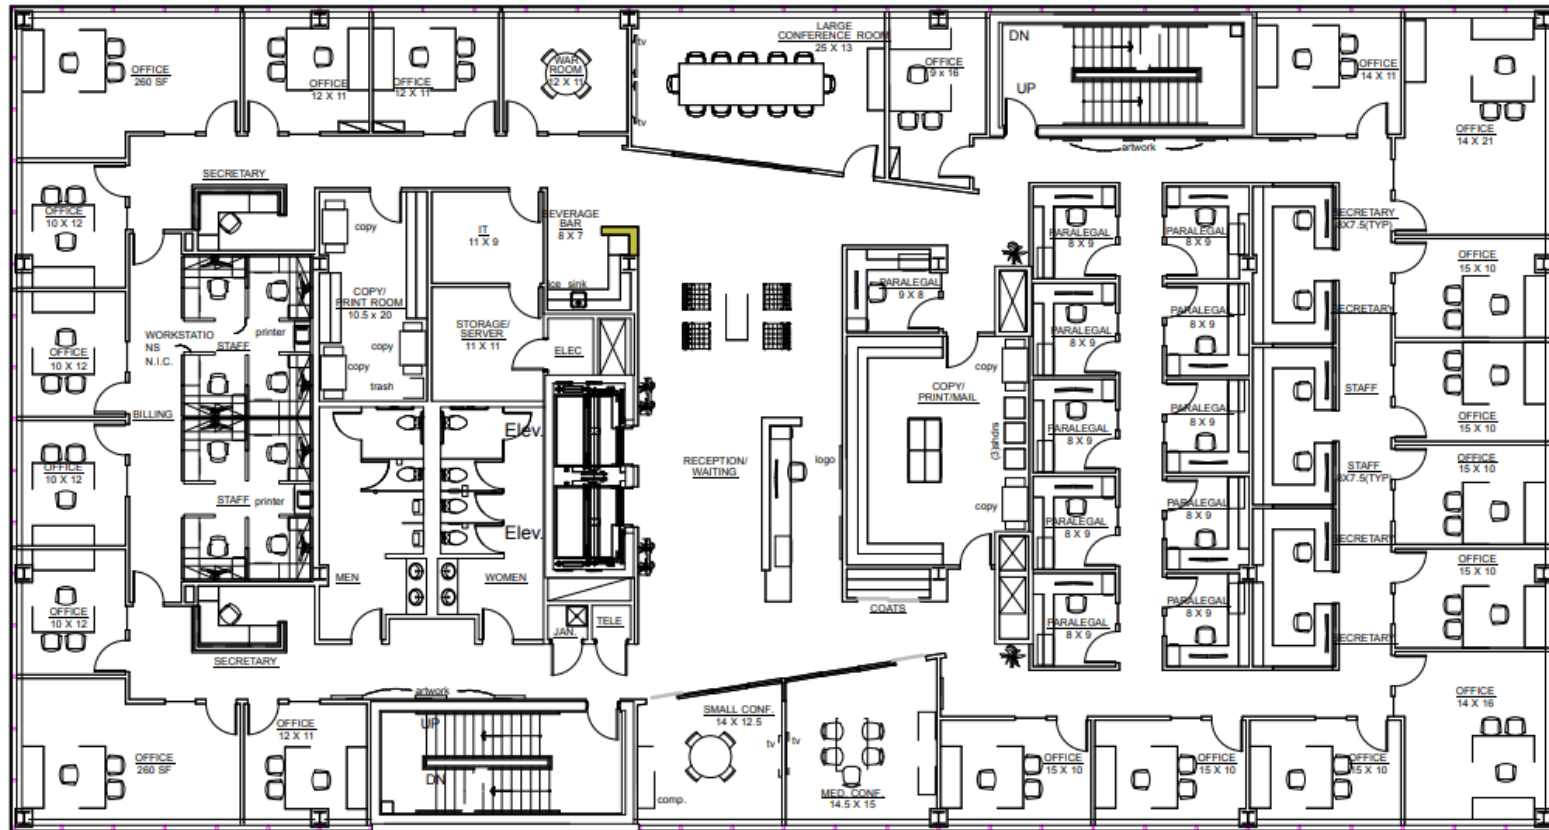 OFFICE
260 SF
OFFICE
12 X 11
OFFICE
12 X 11
WAR
ROOM
12 X 11
tv
tv
LARGE
CONFERENCE ROOM
25 X 13
OFFICE
9 x 16
DN
UP
artwork
OFFICE
14 X 11
OFFICE
14 X 21
SECRETARY
OFFICE
10 X 12
copy
IT
11 X 9
BEVERAGE
BAR
8 X 7
ice sink
PARALEGAL
9 X 8
PARALEGAL
8 X 9
PARALEGAL
8 X 9
SECRETARY
8X7.5(TYP)
OFFICE
15 X 10
COPY/
PRINT ROOM
10.5 x 20
STORAGE/
SERVER
11 X 11
ELEC
WORKSTATIO
NS
N.I.C.
printer
STAFF
OFFICE
10 X 12
copy
copy
trash
PARALEGAL
8 X 9
PARALEGAL
8 X 9
SECRETARY
copy
COPY/
PRINT/MAIL
(3)shdrs
copy
STAFF
OFFICE
15 X 10
BILLING
Elev.
Elev.
RECEPTION/
WAITING
logo
PARALEGAL
8 X 9
PARALEGAL
8 X 9
STAFF
8X7.5(TYP)
OFFICE
15 X 10
OFFICE
10 X 12
STAFF
printer
PARALEGAL
8 X 9
PARALEGAL
8 X 9
SECRETARY
OFFICE
15 X 10
MEN
WOMEN
JAN.
TELE
COATS
OFFICE
10 X 12
PARALEGAL
8 X 9
PARALEGAL
8 X 9
SECRETARY
SECRETARY
artwork
UP
DN
SMALL CONF.
14 X 12.5
tv
tv
comp.
MED. CONF.
14.5 X 15
OFFICE
260 SF
OFFICE
12 X 11
OFFICE
15 X 10
OFFICE
15 X 10
OFFICE
15 X 10
OFFICE
14 X 16